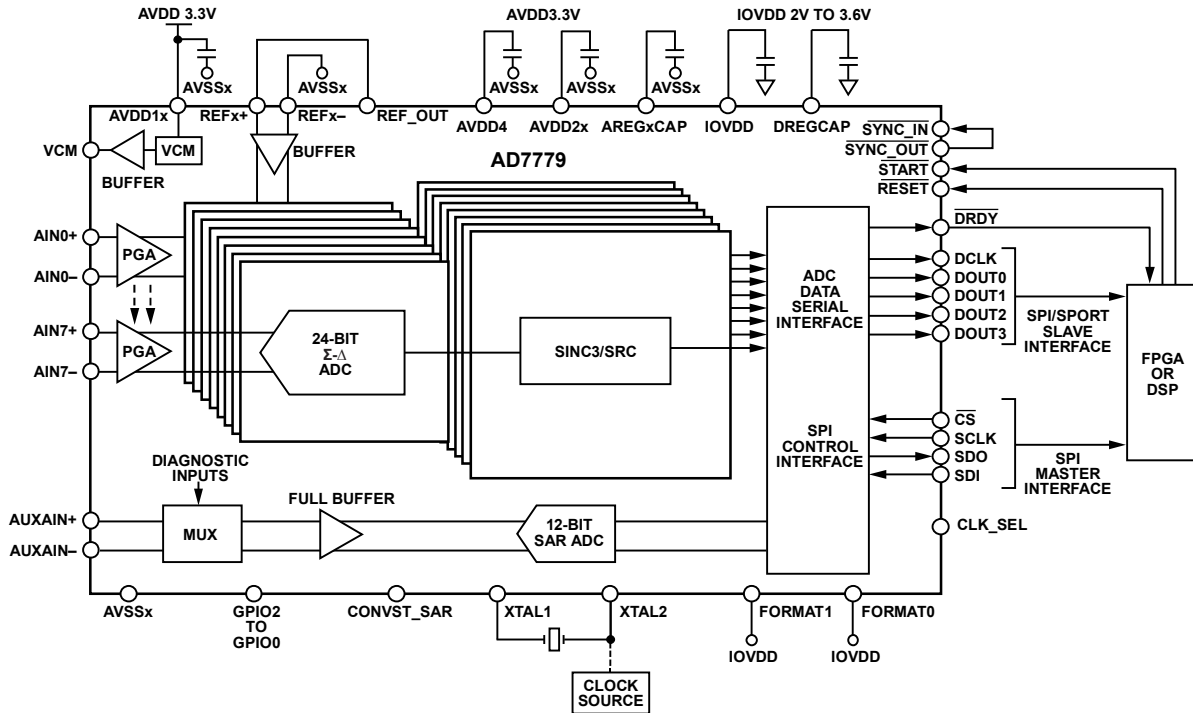 AVDD 3.3V
AVDD3.3V
IOVDD 2V TO 3.6V
AVSSx
AVSSx
AVSSx
AVSSx
AVSSx
AVDD1x
REFx+
REFx–
REF_OUT
AVDD4
AVDD2x
AREGxCAP
IOVDD
DREGCAP
VCM
VCM
BUFFER
BUFFER
AD7779
SYNC_IN
SYNC_OUT
START
RESET
DRDY
DCLK
DOUT0
DOUT1
DOUT2
DOUT3
AIN0+
AIN0–
PGA
AIN7+
AIN7–
PGA
24-BIT
Σ-Δ
ADC
SINC3/SRC
ADC
DATA
SERIAL
INTERFACE
SPI
CONTROL
INTERFACE
SPI/SPORT
SLAVE
INTERFACE
FPGA
OR
DSP
CS
SCLK
SDO
SDI
SPI
MASTER
INTERFACE
DIAGNOSTIC
INPUTS
FULL BUFFER
AUXAIN+
AUXAIN–
MUX
12-BIT
SAR ADC
CLK_SEL
AVSSx
GPIO2
TO
GPIO0
CONVST_SAR
XTAL1
XTAL2
FORMAT1
FORMAT0
IOVDD
IOVDD
CLOCK
SOURCE